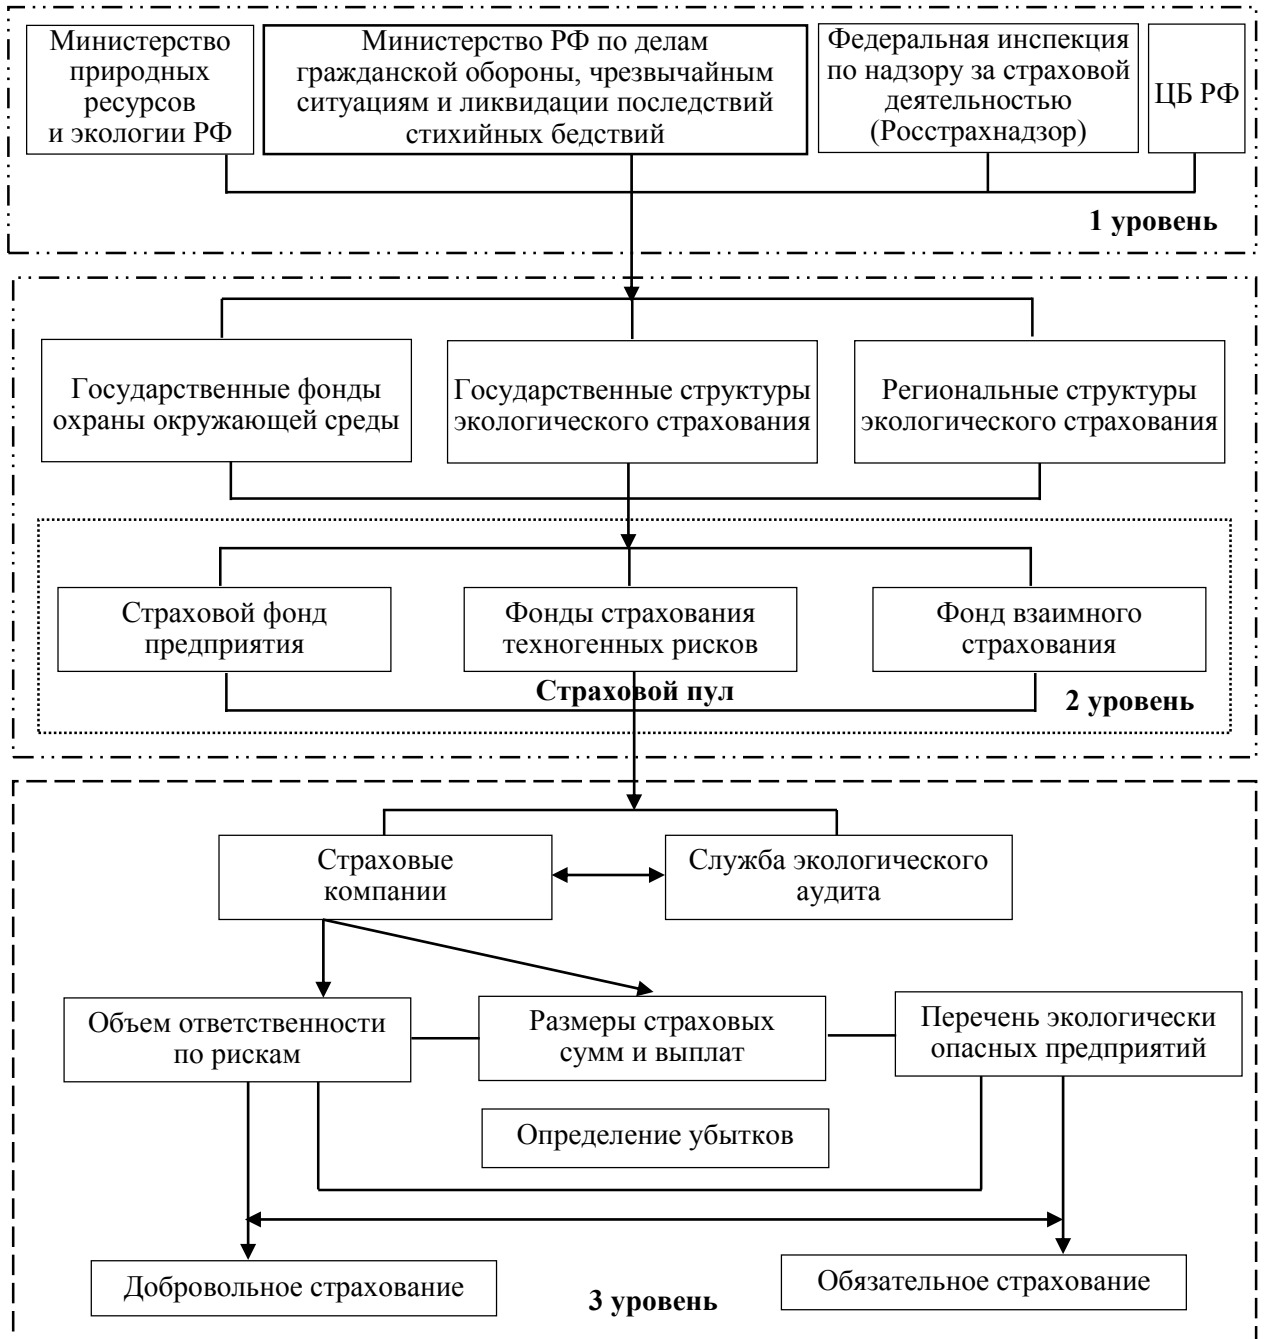 Министерство
природных
ресурсов
и экологии РФ
Министерство РФ по делам
гражданской обороны, чрезвычайным
ситуациям и ликвидации последствий
стихийных бедствий
Федеральная инспекция
по надзору за страховой
деятельностью
(Росстрахнадзор)
ЦБ РФ
1 уровень
Государственные фонды
охраны окружающей среды
Государственные структуры
экологического страхования
Региональные структуры
экологического страхования
Страховой фонд
предприятия
Фонды страхования
техногенных рисков
Фонд взаимного
страхования
Страховой пул
2 уровень
Страховые
компании
Служба экологического
аудита
Объем ответственности
по рискам
Размеры страховых
сумм и выплат
Перечень экологически
опасных предприятий
Определение убытков
Добровольное страхование
Обязательное страхование
3 уровень